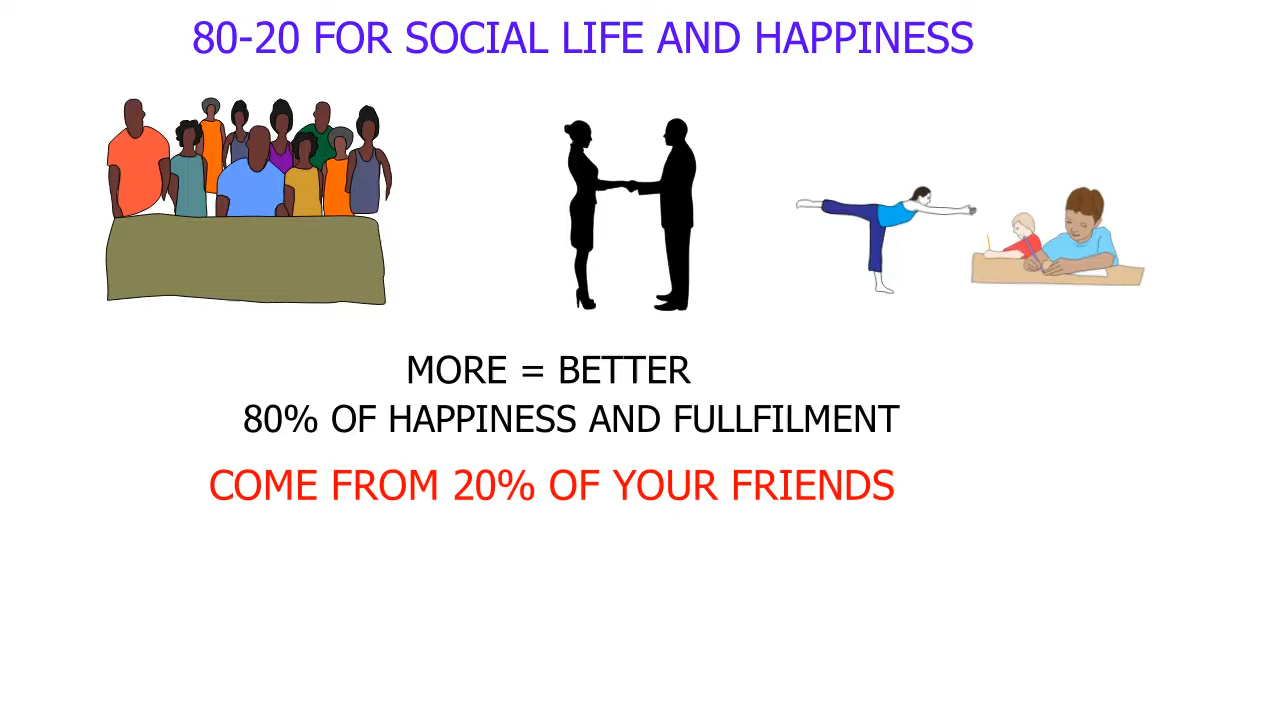 80-20 FOR SOCIAL LIFE AND HAPPINESS
MORE = BETTER
80% OF HAPPINESS AND FULLFILMENT
COME FROM 20% OF YOUR FRIENDS